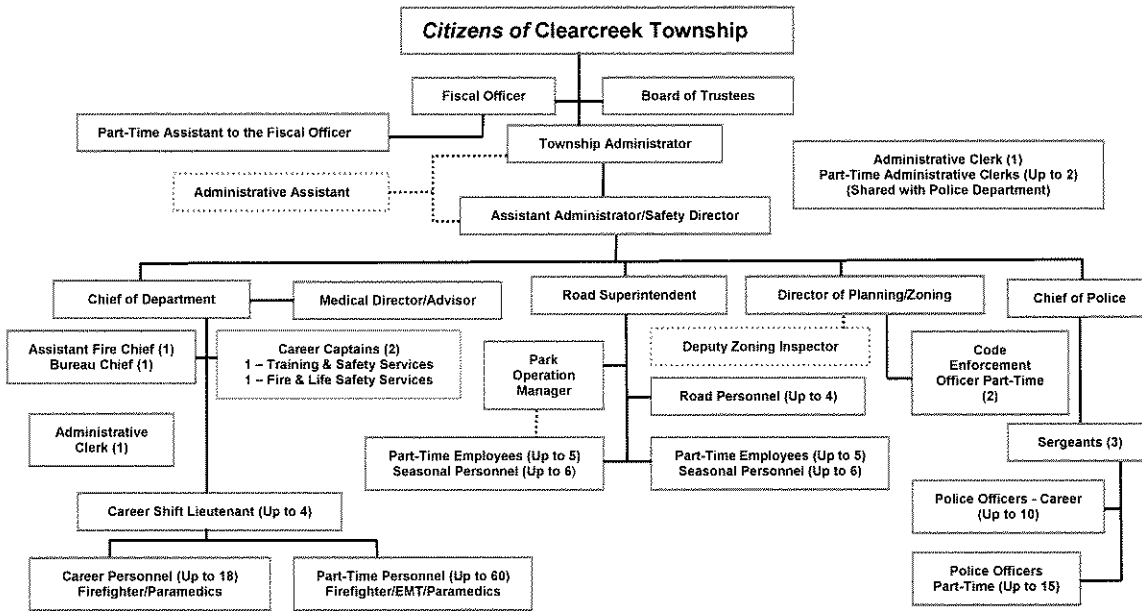 Citizens of Clearcreek Township
Fiscal Officer
Board of Trustees
Part-Time Assistant to the Fiscal Officer
Township Administrator
Administrative Clerk (1)
Part-Time Administrative Clerks (Up to 2)
(Shared with Police Department)
Administrative Assistant
Assistant Administrator/Safety Director
Chief of Department
Medical Director/Advisor
Road Superintendent
Director of Planning/Zoning
Chief of Police
Assistant Fire Chief (1)
Bureau Chief (1)
Career Captains (2)
1 – Training & Safety Services
1 – Fire & Life Safety Services
Deputy Zoning Inspector
Park
Operation
Manager
Code
Enforcement
Officer Part-Time
(2)
Road Personnel (Up to 4)
Administrative
Clerk (1)
Sergeants (3)
Part-Time Employees (Up to 5)
Seasonal Personnel (Up to 6)
Part-Time Employees (Up to 5)
Seasonal Personnel (Up to 6)
Career Shift Lieutenant (Up to 4)
Police Officers - Career
(Up to 10)
Career Personnel (Up to 18)
Firefighter/Paramedics
Part-Time Personnel (Up to 60)
Firefighter/EMT/Paramedics
Police Officers
Part-Time (Up to 15)